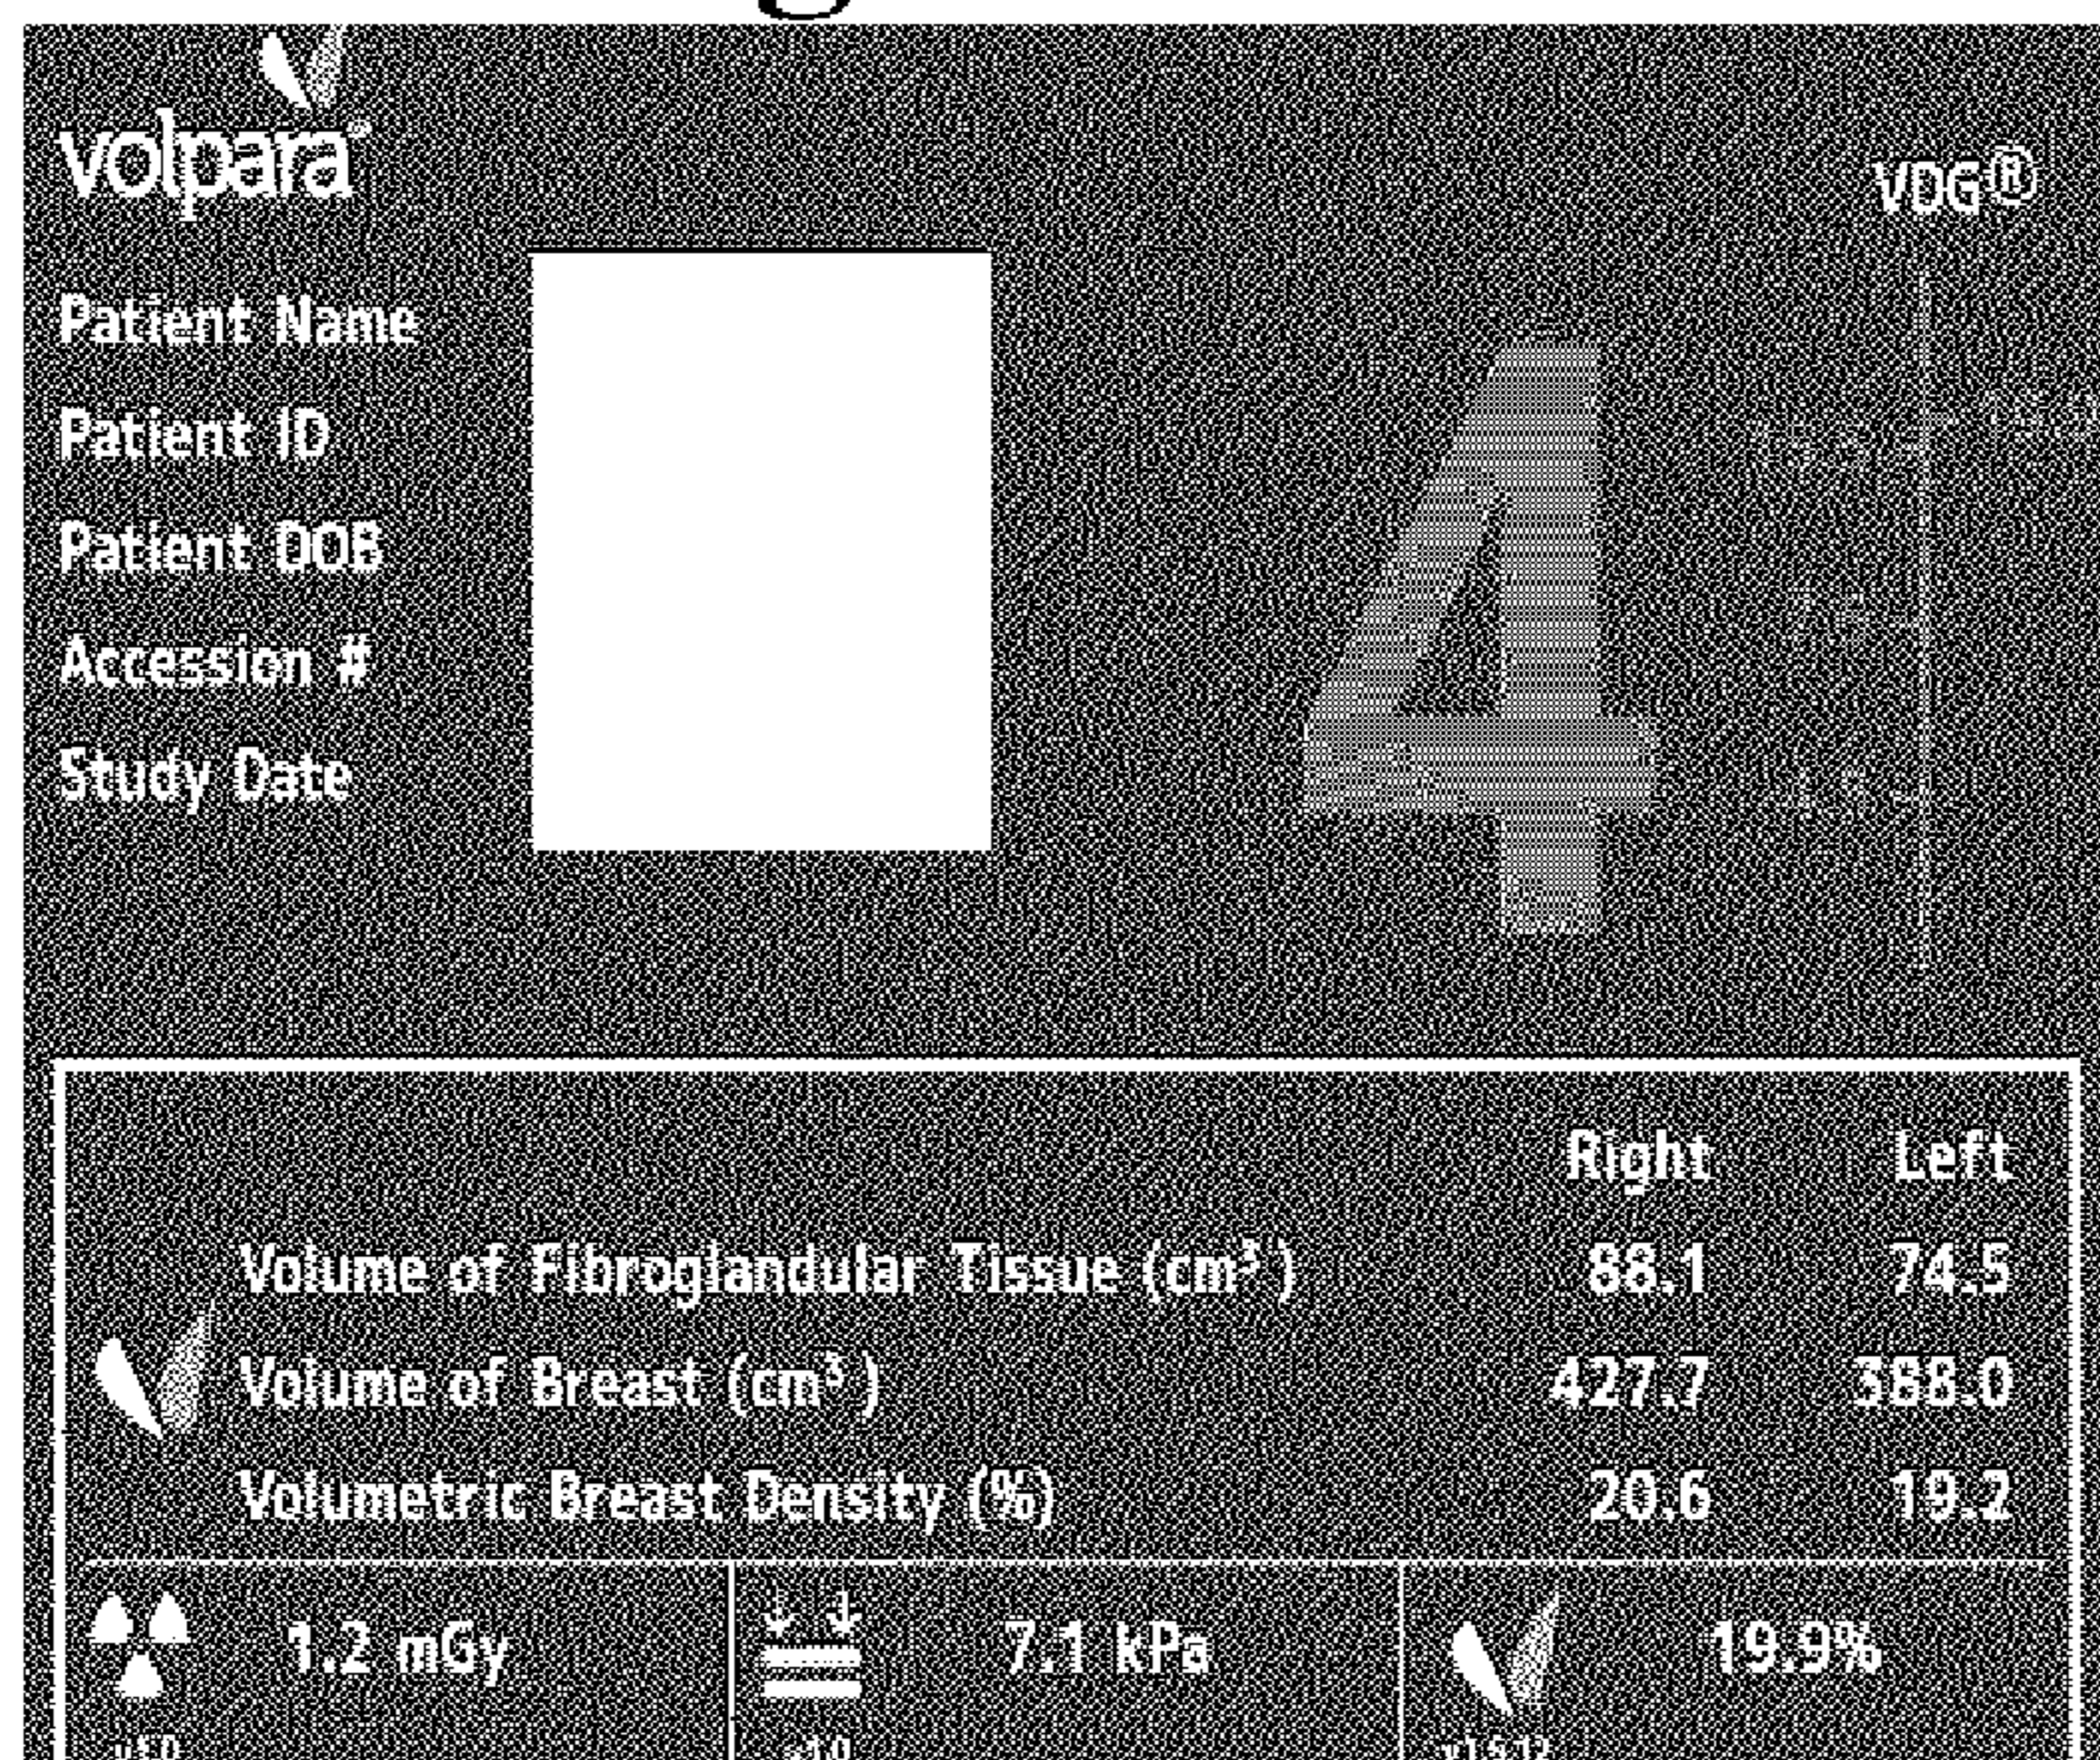 volpara®
VDG®
Patient Name
Patient ID
Patient DOB
Accession #
Study Date
4
Right Left
Volume of Fibroglandular Tissue (cm³) 88.1 74.5
Volume of Breast (cm³) 427.7 388.0
Volumetric Breast Density (%) 20.6 19.2
1.2 mGy 7.1 kPa 19.9%